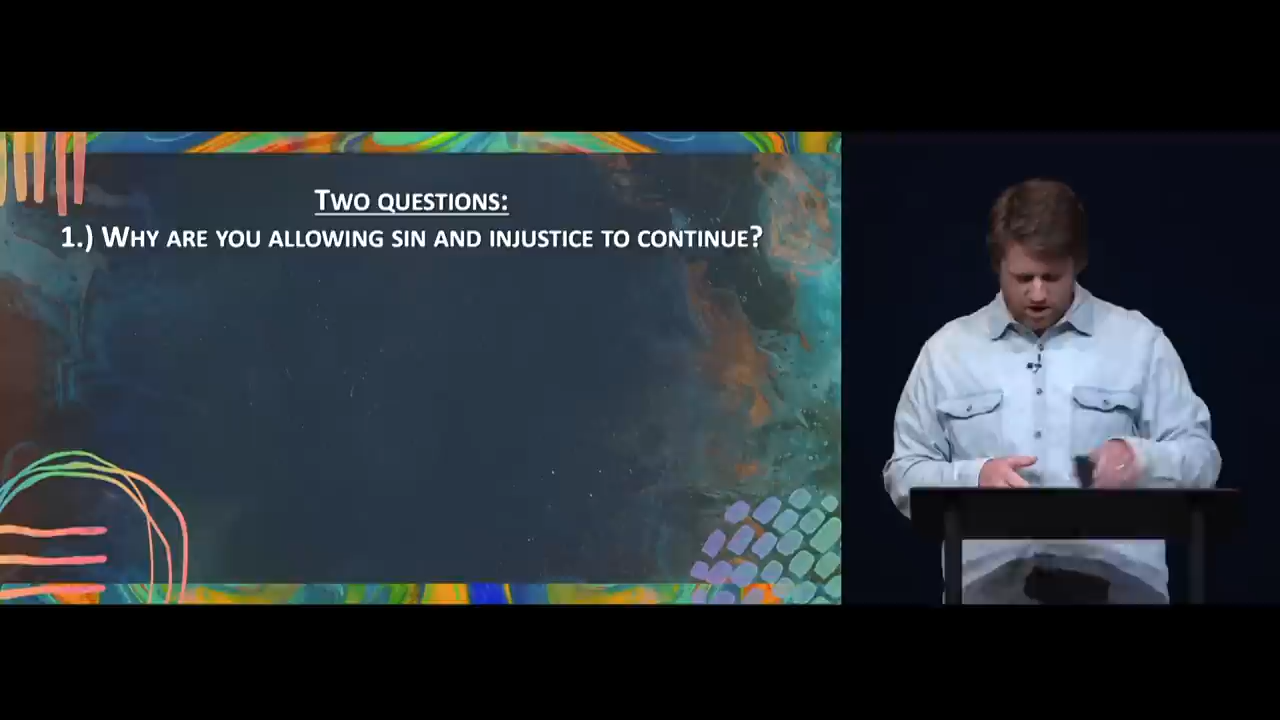 Two questions:
1.) Why are you allowing sin and injustice to continue?